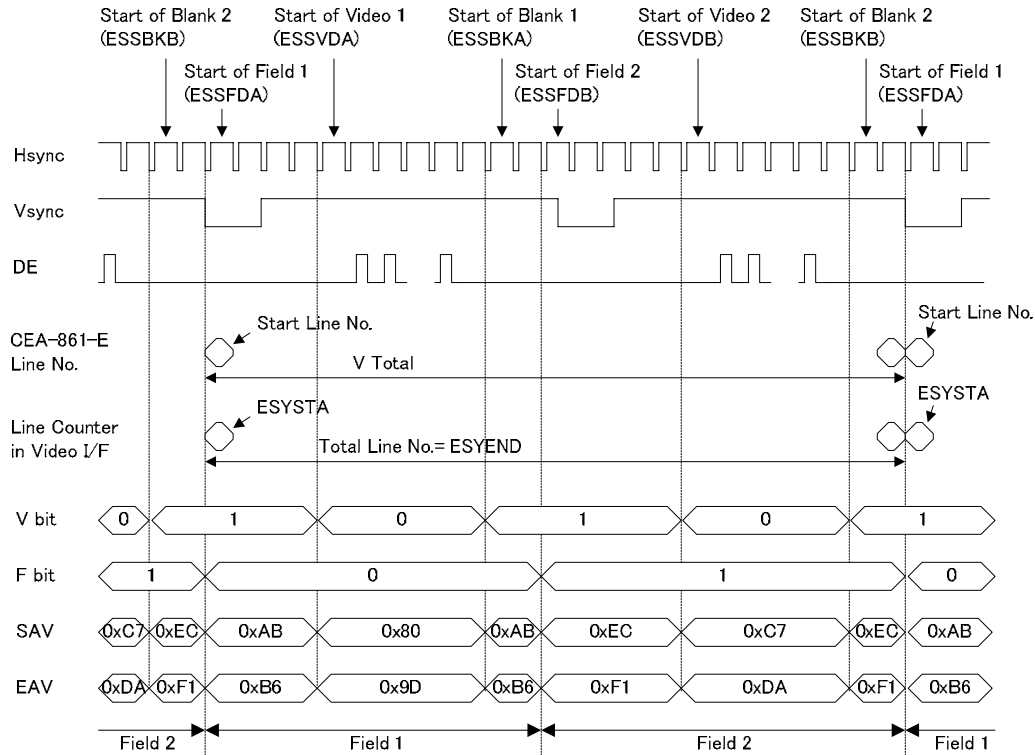 Start of Blank 2 Start of Video 1 Start of Blank 1 Start of Video 2 Start of Blank 2
(ESSBKB) (ESSVDA) (ESSBKA) (ESSVDB) (ESSBKB)
Start of Field 1 Start of Field 2 Start of Field 1
(ESSFDA) (ESSFDB) (ESSFDA)
Hsync
Vsync
DE
Start Line No. Start Line No.
CEA-861-E
Line No.
V Total
ESYSTA ESYSTA
Line Counter
in Video I/F
Total Line No.= ESYEND
V bit 0 1 0 1 0 1
F bit 1 0 1 0
SAV 0xC7 0xEC 0xAB 0x80 0xAB 0xEC 0xC7 0xEC 0xAB
EAV 0xDA 0xF1 0xB6 0x9D 0xB6 0xF1 0xDA 0xF1 0xB6
Field 2 Field 1 Field 2 Field 1